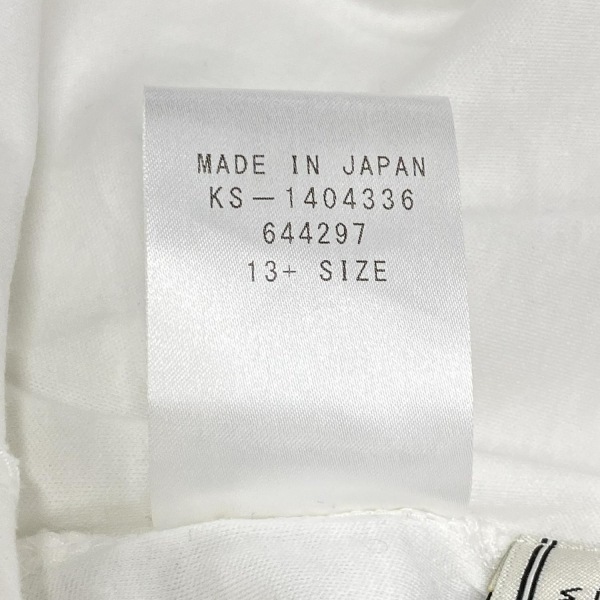 MADE IN JAPAN
KS-1404336
644297
13+ SIZE